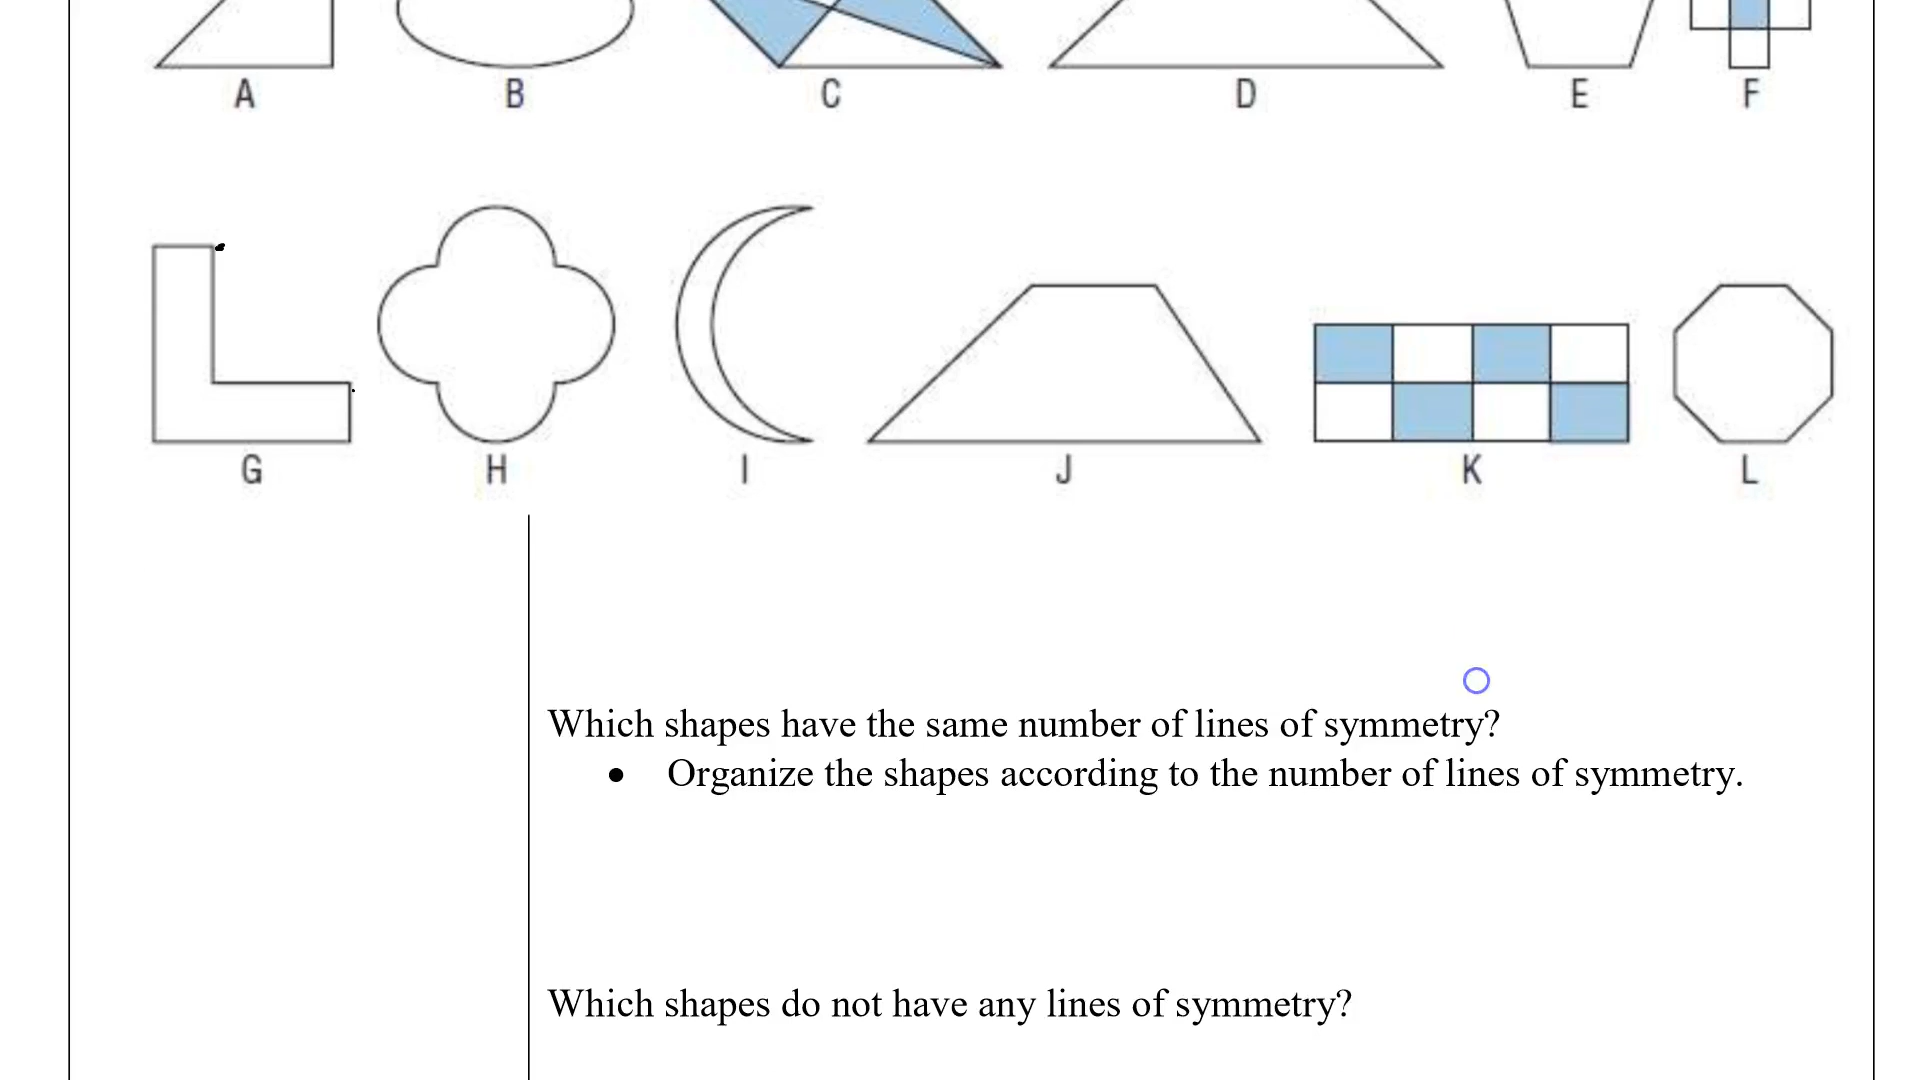 A B C D E F
G H I J K L
Which shapes have the same number of lines of symmetry?
• Organize the shapes according to the number of lines of symmetry.
Which shapes do not have any lines of symmetry?